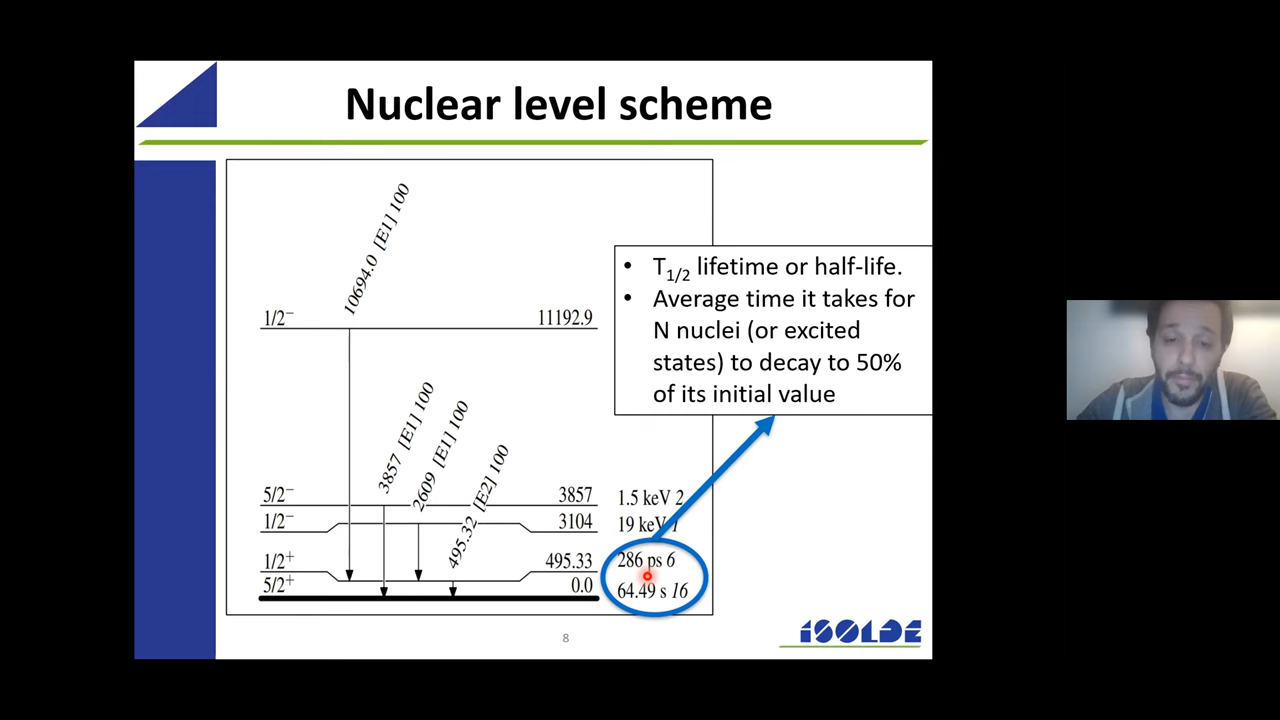 Nuclear level scheme
10694.0 [E1] 100
1/2⁻ 11192.9
• T1/2 lifetime or half-life.
• Average time it takes for
N nuclei (or excited
states) to decay to 50%
of its initial value
3857 [E1] 100
2609 [E1] 100
495.32 [E2] 100
5/2⁻ 3857 1.5 keV 2
1/2⁻ 3104 19 keV 1
1/2⁺ 495.33 286 ps 6
5/2⁺ 0.0 64.49 s 16
8
ISOLDE